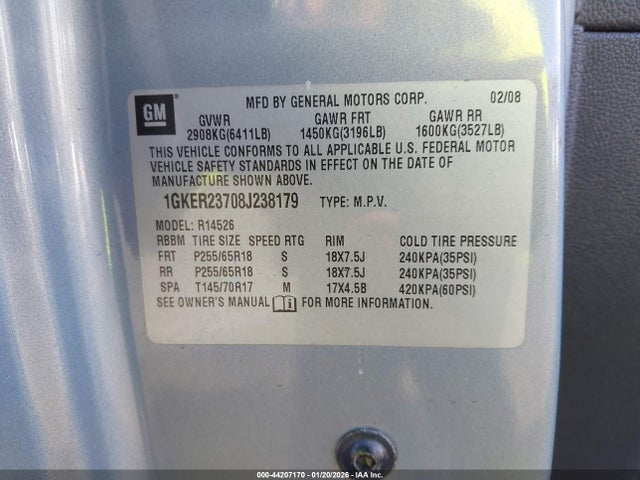 GM
MFD BY GENERAL MOTORS CORP. 02/08
GVWR GAWR FRT GAWR RR
2908KG(6411LB) 1450KG(3196LB) 1600KG(3527LB)
THIS VEHICLE CONFORMS TO ALL APPLICABLE U.S. FEDERAL MOTOR
VEHICLE SAFETY STANDARDS IN EFFECT ON THE DATE OF
MANUFACTURE SHOWN ABOVE.
1GKER23708J238179 TYPE: M.P.V.
MODEL: R14526
RBBM TIRE SIZE SPEED RTG RIM COLD TIRE PRESSURE
FRT P255/65R18 S 18X7.5J 240KPA(35PSI)
RR P255/65R18 S 18X7.5J 240KPA(35PSI)
SPA T145/70R17 M 17X4.5B 420KPA(60PSI)
SEE OWNER'S MANUAL FOR MORE INFORMATION.
000-44207170 - 01/20/2026 - IAA Inc.